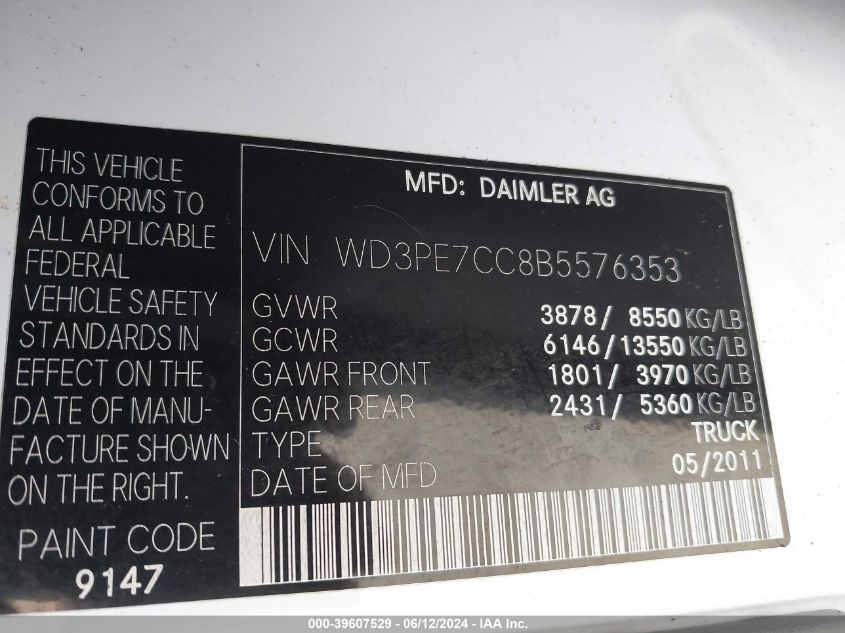 THIS VEHICLE
CONFORMS TO
ALL APPLICABLE
FEDERAL
VEHICLE SAFETY
STANDARDS IN
EFFECT ON THE
DATE OF MANU-
FACTURE SHOWN
ON THE RIGHT.
PAINT CODE
9147
MFD: DAIMLER AG
VIN WD3PE7CC8B5576353
GVWR 3878/ 8550 KG/LB
GCWR 6146/13550 KG/LB
GAWR FRONT 1801/ 3970 KG/LB
GAWR REAR 2431/ 5360 KG/LB
TYPE TRUCK
DATE OF MFD 05/2011
000-39607529 - 06/12/2024 - IAA Inc.